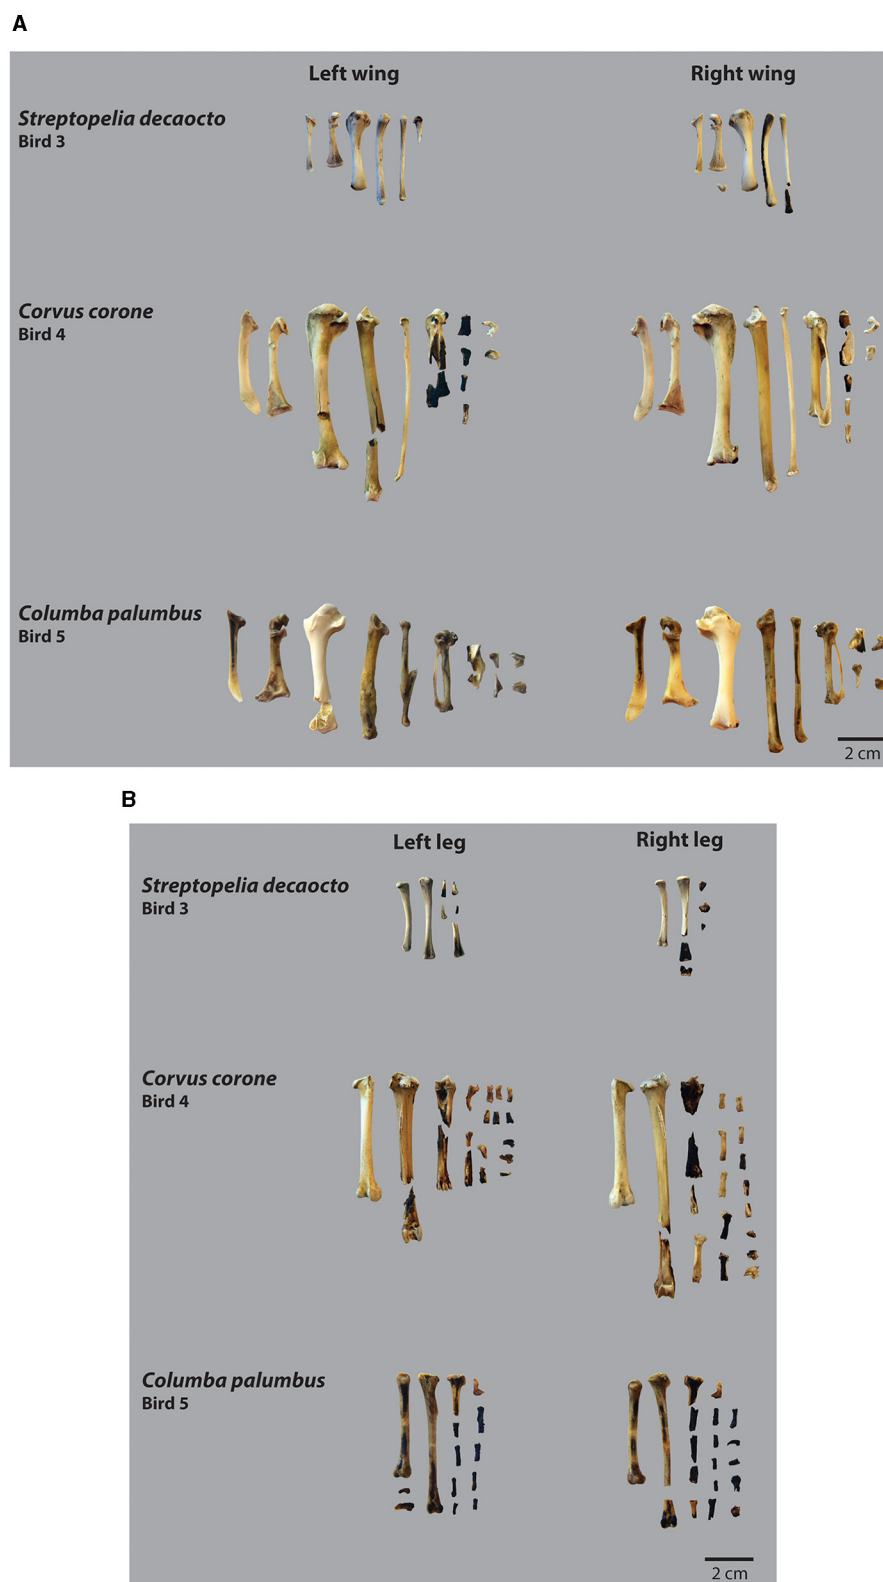 A
Left wing
Right wing
Streptopelia decaocto
Bird 3
Corvus corone
Bird 4
Columba palumbus
Bird 5
2 cm
B
Left leg
Right leg
Streptopelia decaocto
Bird 3
Corvus corone
Bird 4
Columba palumbus
Bird 5
2 cm